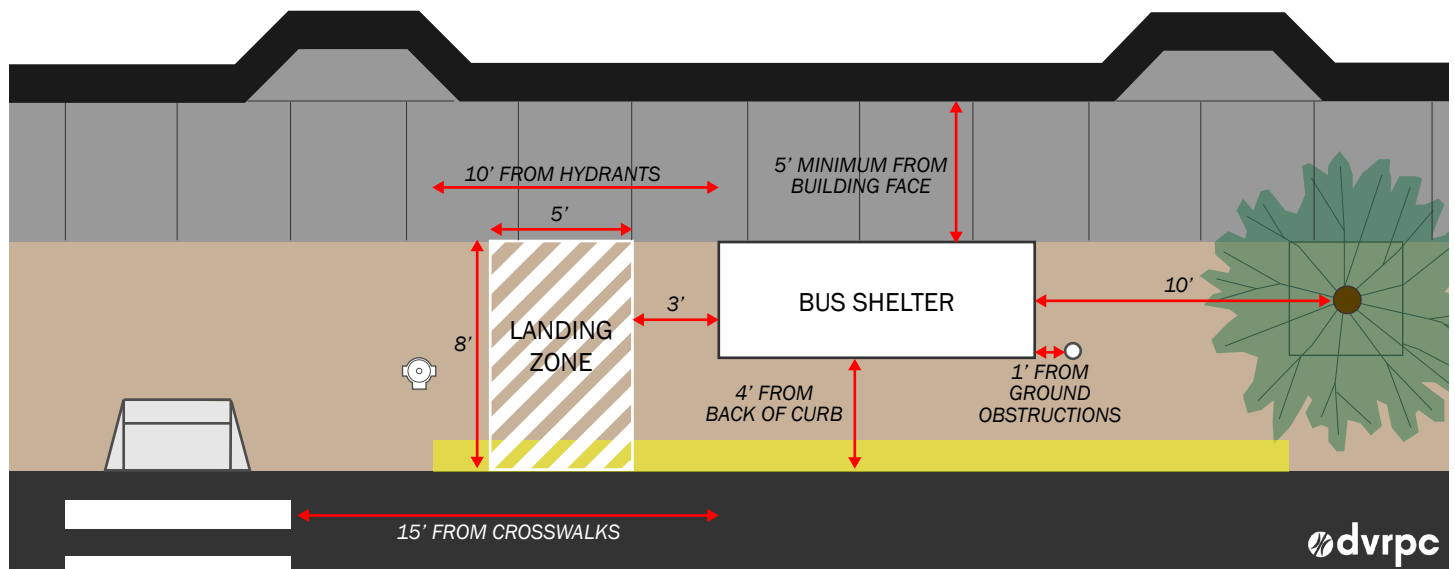 10’ FROM HYDRANTS
5’ MINIMUM FROM
BUILDING FACE
5’
8’
LANDING
ZONE
3’
BUS SHELTER
10’
4’ FROM
BACK OF CURB
1’ FROM
GROUND
OBSTRUCTIONS
15’ FROM CROSSWALKS
dvrpc